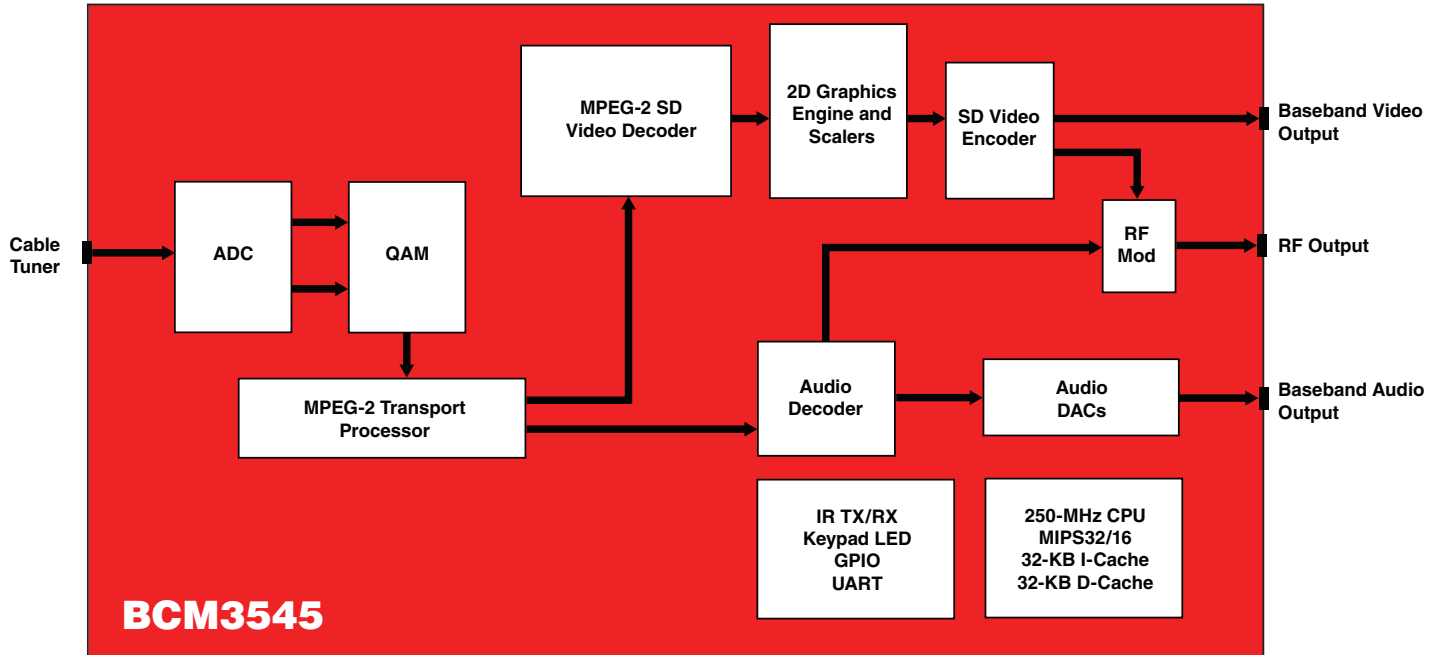 Cable
Tuner
ADC
QAM
MPEG-2 Transport
Processor
MPEG-2 SD
Video Decoder
2D Graphics
Engine and
Scalers
SD Video
Encoder
RF
Mod
Audio
Decoder
Audio
DACs
Baseband Video
Output
RF Output
Baseband Audio
Output
IR TX/RX
Keypad LED
GPIO
UART
250-MHz CPU
MIPS32/16
32-KB I-Cache
32-KB D-Cache
BCM3545